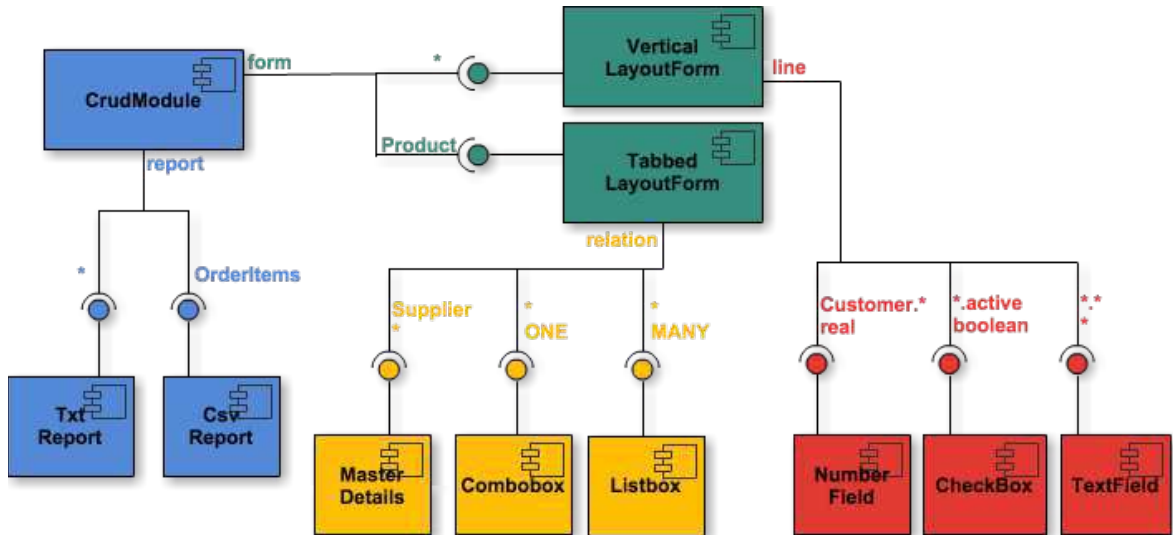 form
*
Vertical
LayoutForm
line
CrudModule
report
Product
Tabbed
LayoutForm
relation
*
OrderItems
Supplier
*
*
ONE
*
MANY
Customer.*
real
*.active
boolean
*.*
*
Txt
Report
Csv
Report
Master
Details
Combobox
Listbox
Number
Field
CheckBox
TextField